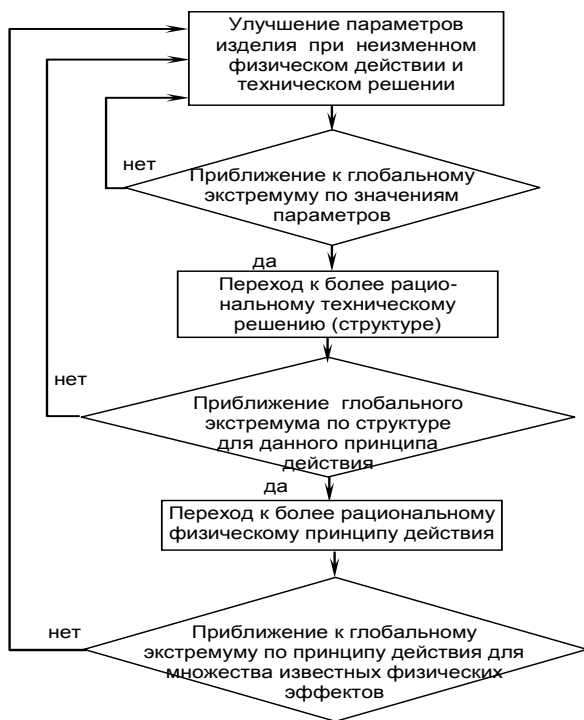 Улучшение параметров
изделия при неизменном
физическом действии и
техническом решении
нет
Приближение к глобальному
экстремуму по значениям
параметров
да
Переход к более рацио-
нальному техническому
решению (структуре)
нет
Приближение глобального
экстремума по структуре
для данного принципа
действия
да
Переход к более рациональному
физическому принципу действия
нет
Приближение к глобальному
экстремуму по принципу действия для
множества известных физических
эффектов